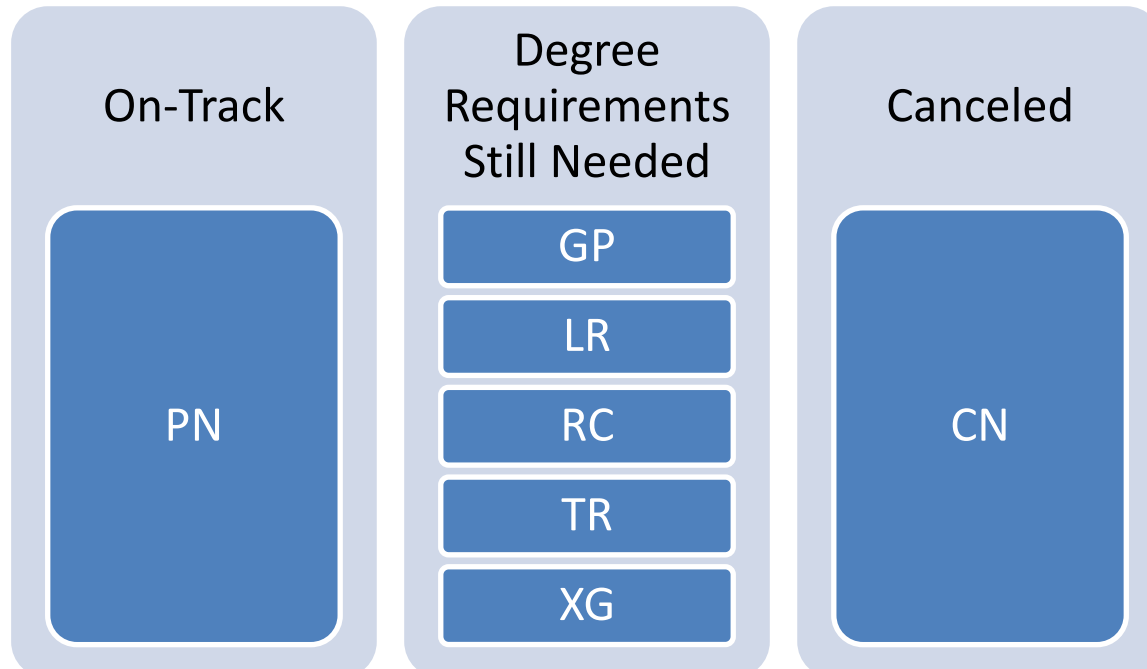 On-Track
PN
Degree
Requirements
Still Needed
GP
LR
RC
TR
XG
Canceled
CN